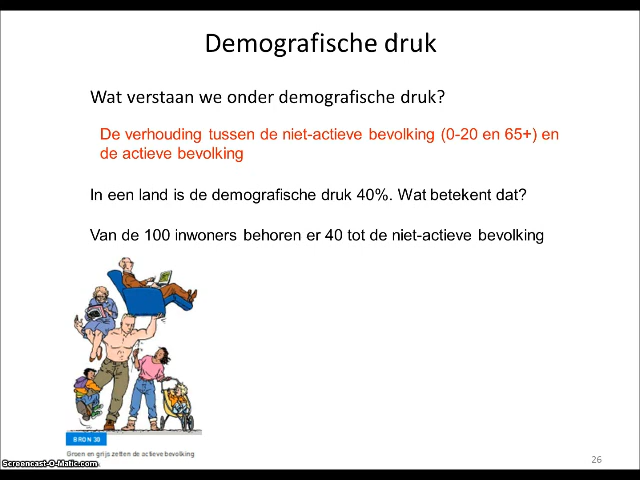 Demografische druk
Wat verstaan we onder demografische druk?
De verhouding tussen de niet-actieve bevolking (0-20 en 65+) en
de actieve bevolking
In een land is de demografische druk 40%. Wat betekent dat?
Van de 100 inwoners behoren er 40 tot de niet-actieve bevolking
BRON 30
Groen en grijs zetten de actieve bevolking
Screencast-O-Matic.com
26